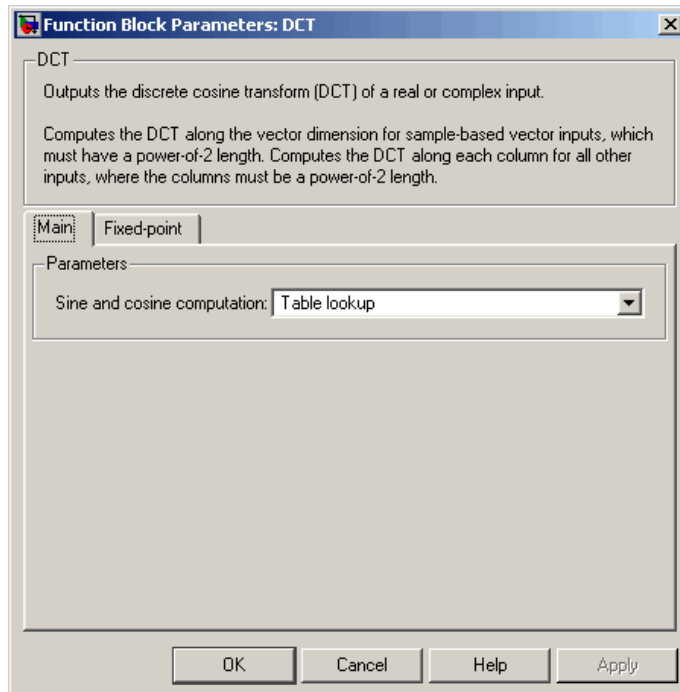 Function Block Parameters: DCT
DCT
Outputs the discrete cosine transform (DCT) of a real or complex input.
Computes the DCT along the vector dimension for sample-based vector inputs, which
must have a power-of-2 length. Computes the DCT along each column for all other
inputs, where the columns must be a power-of-2 length.
Main Fixed-point
Parameters
Sine and cosine computation: Table lookup
OK Cancel Help Apply